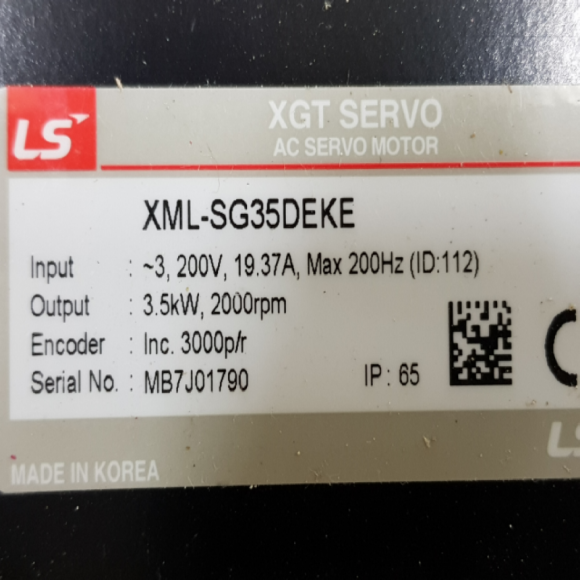 LS
XGT SERVO
AC SERVO MOTOR
XML-SG35DEKE
Input : ~3, 200V, 19.37A, Max 200Hz (ID:112)
Output : 3.5kW, 2000rpm
Encoder : Inc. 3000p/r
Serial No. : MB7J01790 IP : 65
LS
MADE IN KOREA